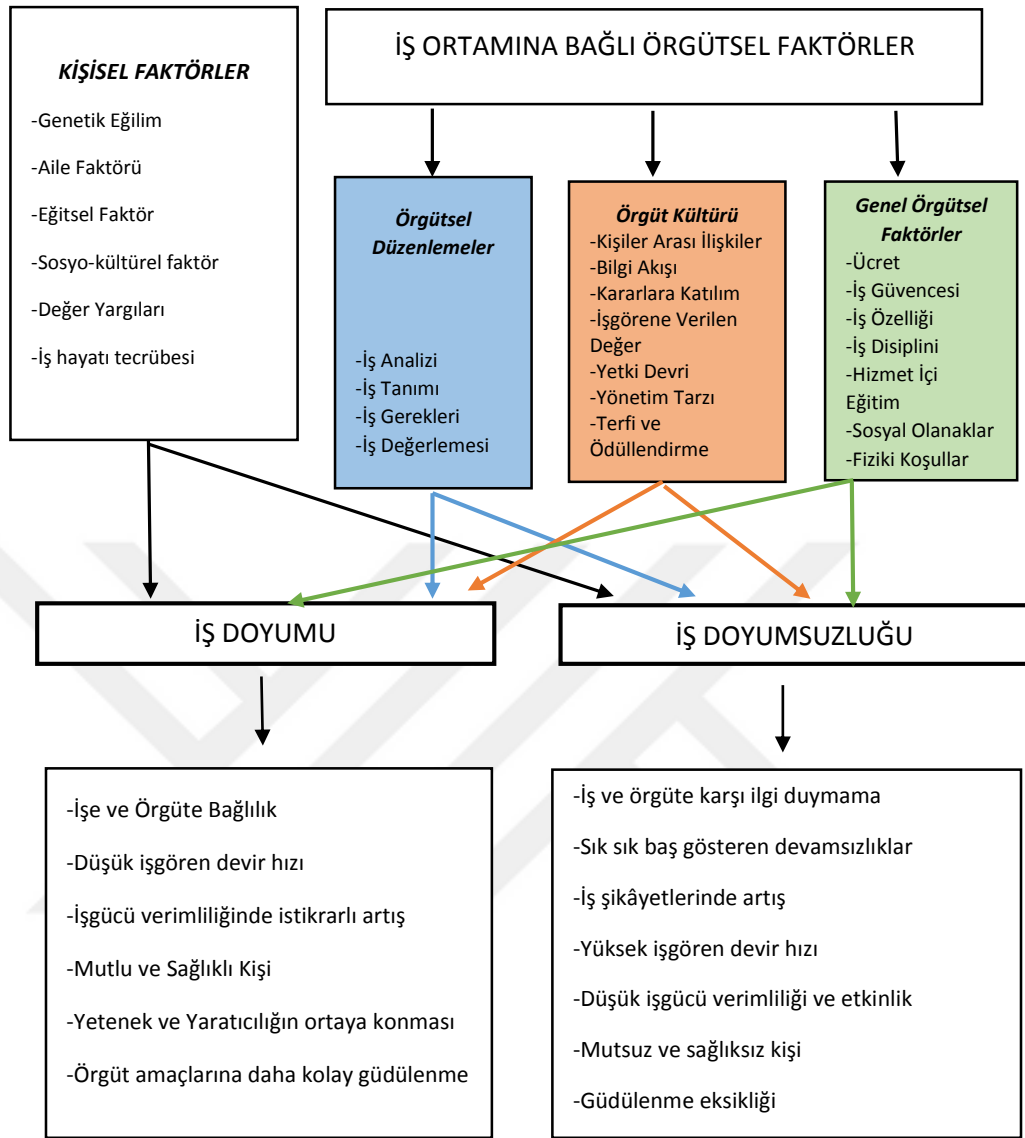 KİŞİSEL FAKTÖRLER
-Genetik Eğilim
-Aile Faktörü
-Eğitsel Faktör
-Sosyo-kültürel faktör
-Değer Yargıları
-İş hayatı tecrübesi
İŞ ORTAMINA BAĞLI ÖRGÜTSEL FAKTÖRLER
Örgütsel
Düzenlemeler
-İş Analizi
-İş Tanımı
-İş Gerekleri
-İş Değerlemesi
Örgüt Kültürü
-Kişiler Arası İlişkiler
-Bilgi Akışı
-Kararlara Katılım
-İşgörene Verilen
Değer
-Yetki Devri
-Yönetim Tarzı
-Terfi ve
Ödüllendirme
Genel Örgütsel
Faktörler
-Ücret
-İş Güvencesi
-İş Özelliği
-İş Disiplini
-Hizmet İçi
Eğitim
-Sosyal Olanaklar
-Fiziki Koşullar
İŞ DOYUMU
İŞ DOYUMSUZLUĞU
-İşe ve Örgüte Bağlılık
-Düşük işgören devir hızı
-İşgücü verimliliğinde istikrarlı artış
-Mutlu ve Sağlıklı Kişi
-Yetenek ve Yaratıcılığın ortaya konması
-Örgüt amaçlarına daha kolay güdülenme
-İş ve örgüte karşı ilgi duymama
-Sık sık baş gösteren devamsızlıklar
-İş şikâyetlerinde artış
-Yüksek işgören devir hızı
-Düşük işgücü verimliliği ve etkinlik
-Mutsuz ve sağlıksız kişi
-Güdülenme eksikliği